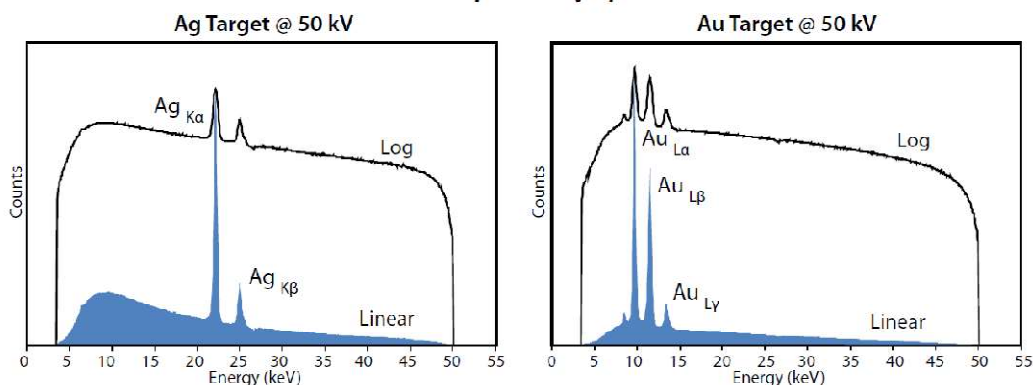 Ag Target @ 50 kV
Counts
Ag Kα
Log
Ag Kβ
Linear
0 5 10 15 20 25 30 35 40 45 50 55
Energy (keV)
Au Target @ 50 kV
Counts
Au Lα
Log
Au Lβ
Au Lγ
Linear
0 5 10 15 20 25 30 35 40 45 50 55
Energy (keV)